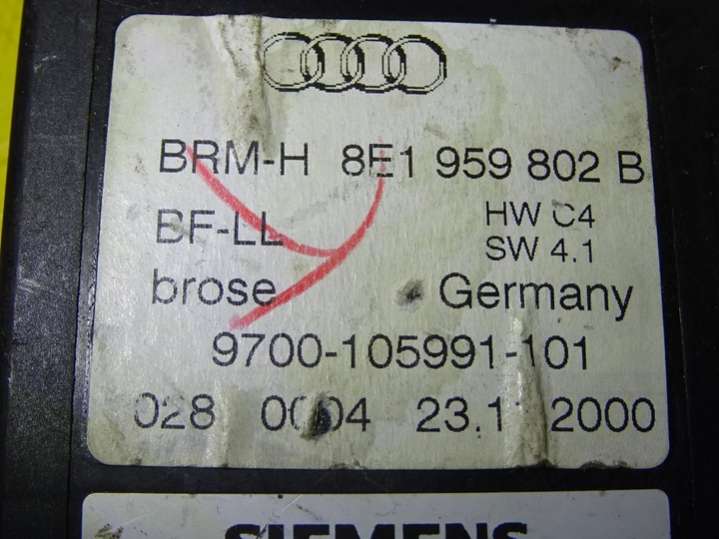 BRM-H 8E1 959 802 B
BF-LL HW C4
SW 4.1
brose Germany
9700-105991-101
028 2000
SIEMENS